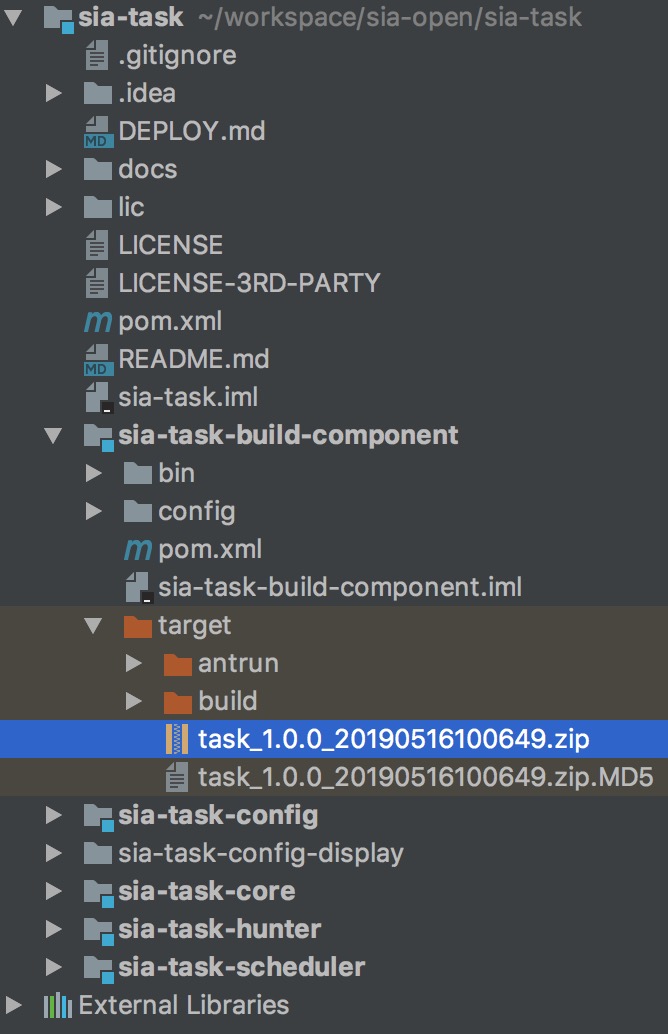 sia-task ~/workspace/sia-open/sia-task
.gitignore
.idea
MD DEPLOY.md
docs
lic
LICENSE
LICENSE-3RD-PARTY
m pom.xml
MD README.md
sia-task.iml
sia-task-build-component
bin
config
m pom.xml
sia-task-build-component.iml
target
antrun
build
task_1.0.0_20190516100649.zip
task_1.0.0_20190516100649.zip.MD5
sia-task-config
sia-task-config-display
sia-task-core
sia-task-hunter
sia-task-scheduler
External Libraries